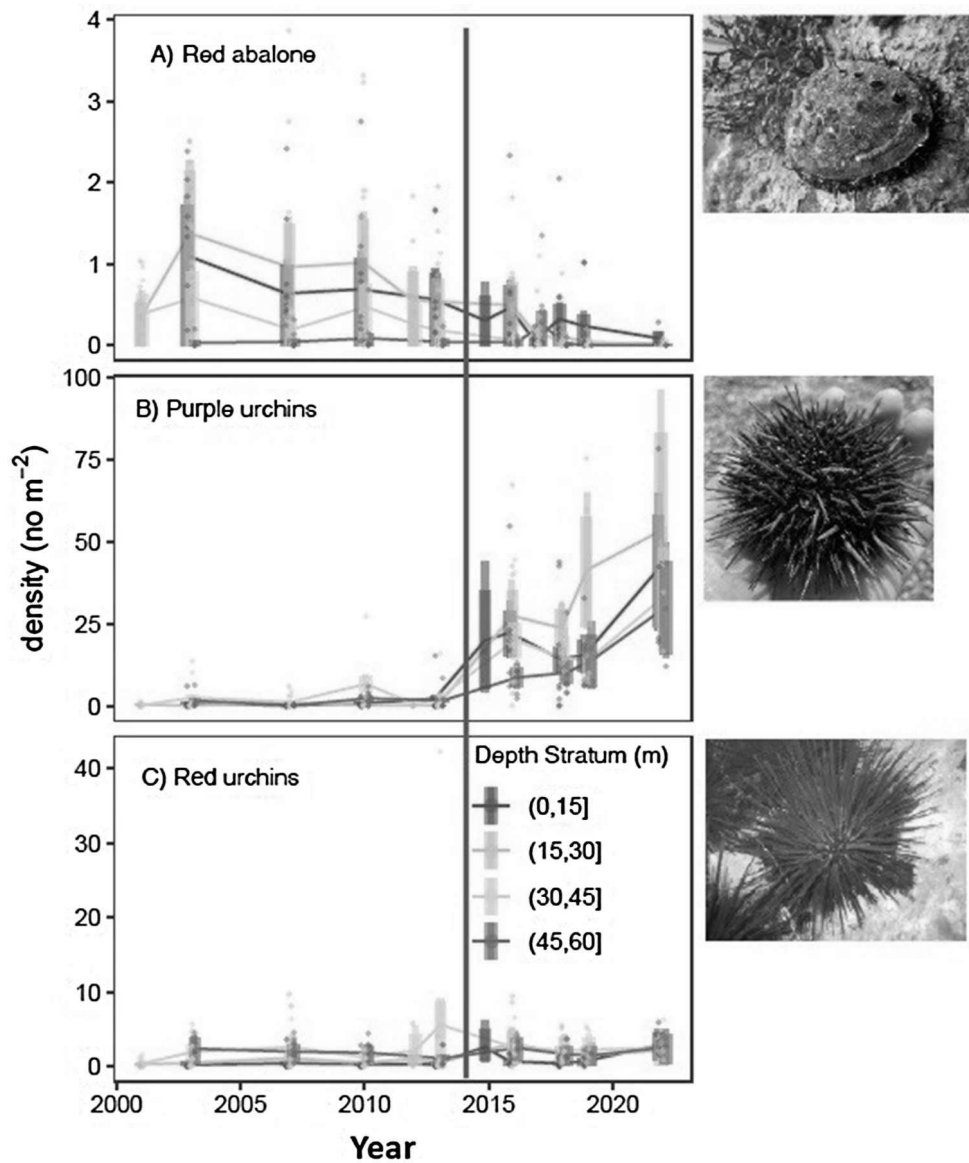 4
A) Red abalone
3
2
1
0
100
B) Purple urchins
75
50
25
0
density (no m⁻²)
40
C) Red urchins
30
20
10
0
Depth Stratum (m)
(0,15]
(15,30]
(30,45]
(45,60]
2000 2005 2010 2015 2020
Year